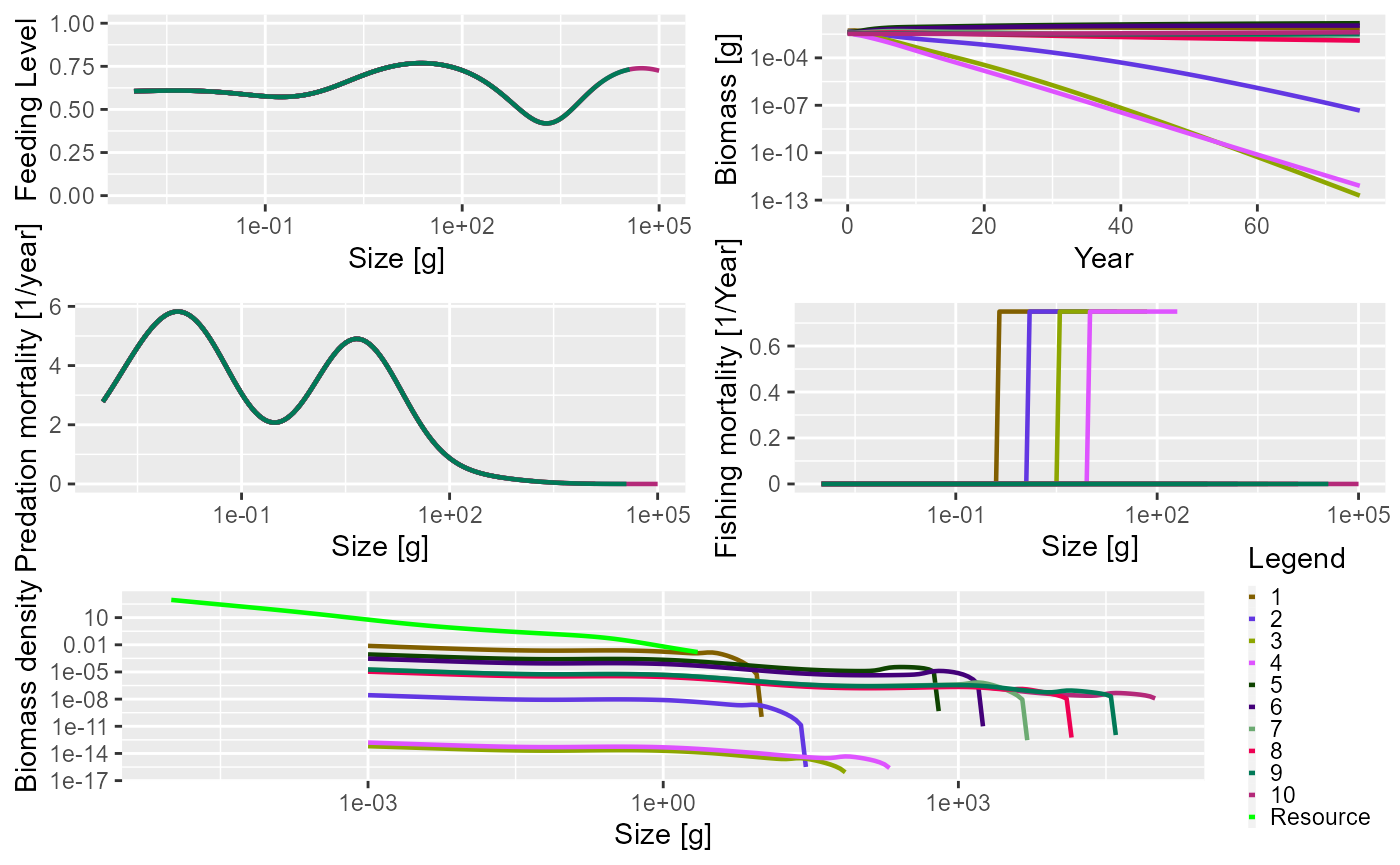 Feeding Level
1.00
0.75
0.50
0.25
0.00
1e-01
1e+02
1e+05
Size [g]
Biomass [g]
1e-04
1e-07
1e-10
1e-13
0
20
40
60
Year
Predation mortality [1/year]
6
4
2
0
1e-01
1e+02
1e+05
Size [g]
Fishing mortality [1/Year]
0.6
0.4
0.2
0
1e-01
1e+02
1e+05
Size [g]
Biomass density
10
0.01
1e-05
1e-08
1e-11
1e-14
1e-17
1e-03
1e+00
1e+03
Size [g]
Legend
1
2
3
4
5
6
7
8
9
10
Resource